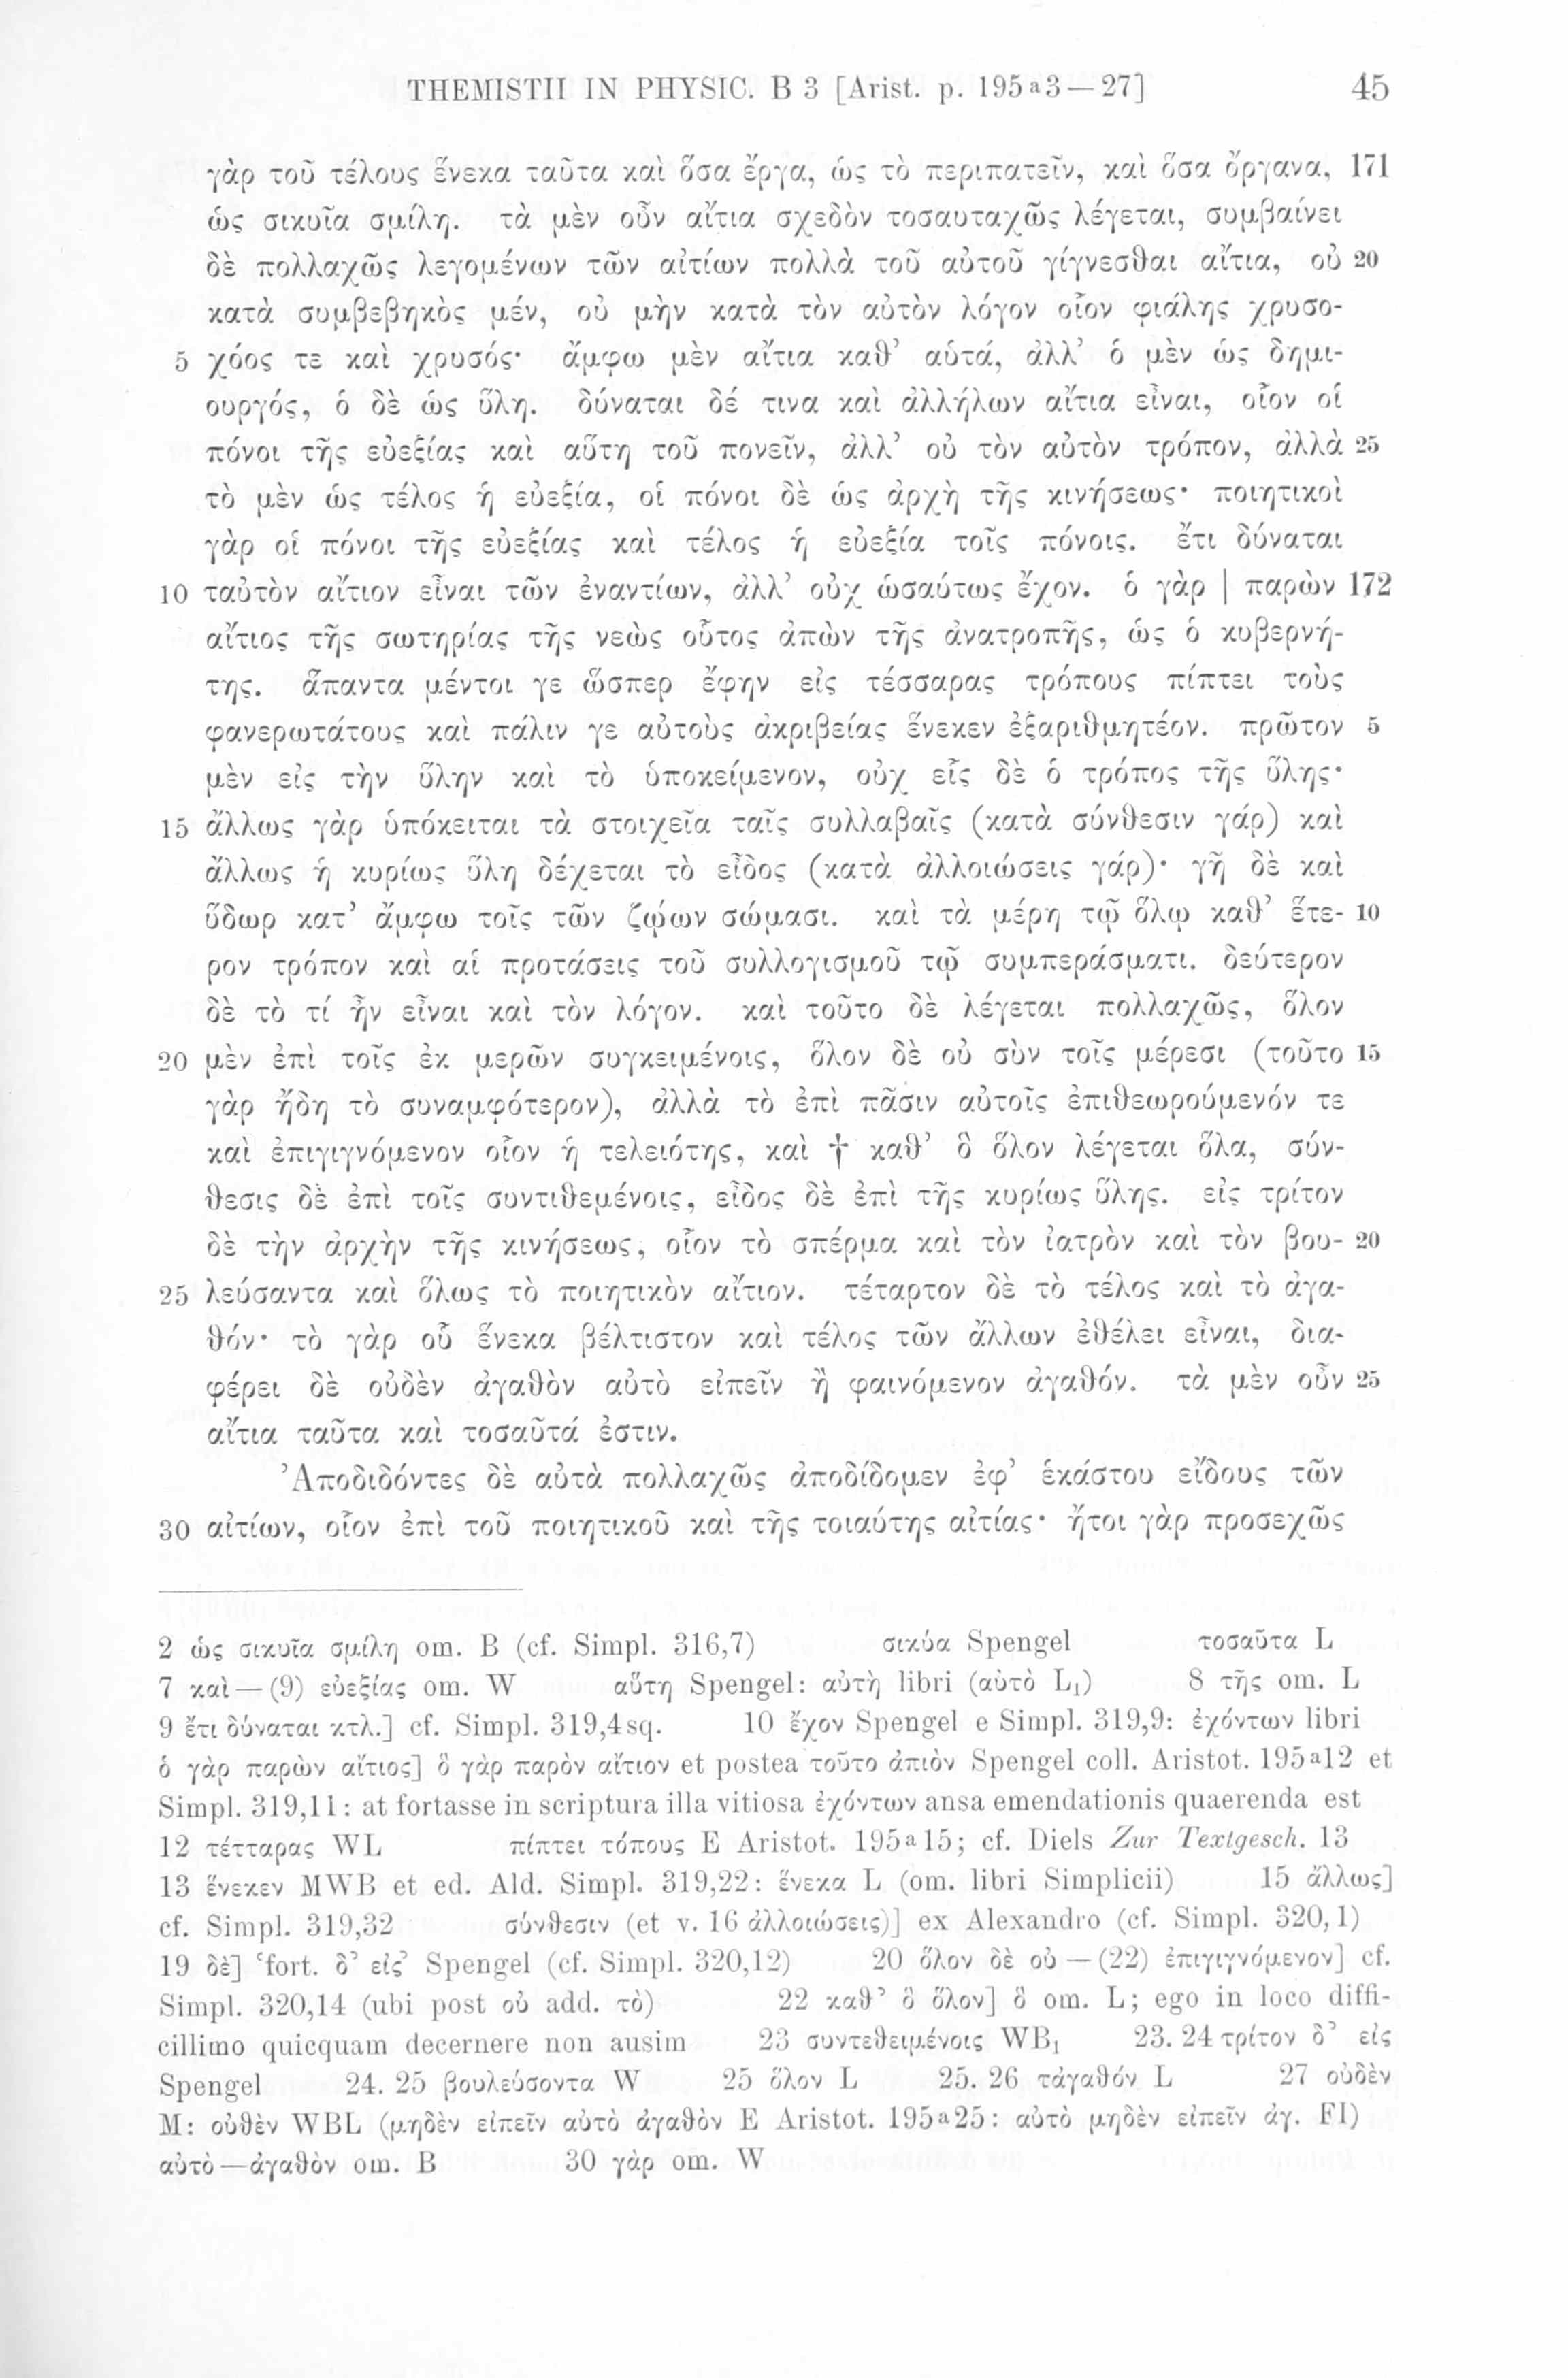 THEMISTII IN PHYSIC. B 3 [Arist. p. 195ᵃ3—27] 45
γὰρ τοῦ τέλους ἕνεκα ταῦτα καὶ ὅσα ἔργα, ὡς τὸ περιπατεῖν, καὶ ὅσα ὄργανα, 171
ὡς σικυῖα σμίλη. τὰ μὲν οὖν αἴτια σχεδὸν τοσαυταχῶς λέγεται, συμβαίνει
δὲ πολλαχῶς λεγομένων τῶν αἰτίων πολλὰ τοῦ αὐτοῦ γίγνεσθαι αἴτια, οὐ 20
κατὰ συμβεβηκὸς μέν, οὐ μὴν κατὰ τὸν αὐτὸν λόγον οἷον φιάλης χρυσο-
5 χόος τε καὶ χρυσός· ἄμφω μὲν αἴτια καθ’ αὑτά, ἀλλ’ ὁ μὲν ὡς δημι-
ουργός, ὁ δὲ ὡς ὕλη. δύναται δέ τινα καὶ ἀλλήλων αἴτια εἶναι, οἷον οἱ
πόνοι τῆς εὐεξίας καὶ αὕτη τοῦ πονεῖν, ἀλλ’ οὐ τὸν αὐτὸν τρόπον, ἀλλὰ 25
τὸ μὲν ὡς τέλος ἡ εὐεξία, οἱ πόνοι δὲ ὡς ἀρχὴ τῆς κινήσεως· ποιητικοὶ
γὰρ οἱ πόνοι τῆς εὐεξίας καὶ τέλος ἡ εὐεξία τοῖς πόνοις. ἔτι δύναται
10 ταὐτὸν αἴτιον εἶναι τῶν ἐναντίων, ἀλλ’ οὐχ ὡσαύτως ἔχον. ὁ γὰρ | παρὼν 172
αἴτιος τῆς σωτηρίας τῆς νεὼς οὗτος ἀπὼν τῆς ἀνατροπῆς, ὡς ὁ κυβερνή-
της. ἅπαντα μέντοι γε ὥσπερ ἔφην εἰς τέσσαρας τρόπους πίπτει τοὺς
φανερωτάτους καὶ πάλιν γε αὐτοὺς ἀκριβείας ἕνεκεν ἐξαριθμητέον. πρῶτον 5
μὲν εἰς τὴν ὕλην καὶ τὸ ὑποκείμενον, οὐχ εἷς δὲ ὁ τρόπος τῆς ὕλης·
15 ἄλλως γὰρ ὑπόκειται τὰ στοιχεῖα ταῖς συλλαβαῖς (κατὰ σύνθεσιν γάρ) καὶ
ἄλλως ἡ κυρίως ὕλη δέχεται τὸ εἶδος (κατὰ ἀλλοιώσεις γάρ)· γῆ δὲ καὶ
ὕδωρ κατ’ ἄμφω τοῖς τῶν ζῴων σώμασι. καὶ τὰ μέρη τῷ ὅλῳ καθ’ ἕτε- 10
ρον τρόπον καὶ αἱ προτάσεις τοῦ συλλογισμοῦ τῷ συμπεράσματι. δεύτερον
δὲ τὸ τί ἦν εἶναι καὶ τὸν λόγον. καὶ τοῦτο δὲ λέγεται πολλαχῶς, ὅλον
20 μὲν ἐπὶ τοῖς ἐκ μερῶν συγκειμένοις, ὅλον δὲ οὐ σὺν τοῖς μέρεσι (τοῦτο 15
γὰρ ἤδη τὸ συναμφότερον), ἀλλὰ τὸ ἐπὶ πᾶσιν αὐτοῖς ἐπιθεωρούμενόν τε
καὶ ἐπιγιγνόμενον οἷον ἡ τελειότης, καὶ † καθ’ ὃ ὅλον λέγεται ὅλα, σύν-
θεσις δὲ ἐπὶ τοῖς συντιθεμένοις, εἶδος δὲ ἐπὶ τῆς κυρίως ὕλης. εἰς τρίτον
δὲ τὴν ἀρχὴν τῆς κινήσεως, οἷον τὸ σπέρμα καὶ τὸν ἰατρὸν καὶ τὸν βου- 20
25 λεύσαντα καὶ ὅλως τὸ ποιητικὸν αἴτιον. τέταρτον δὲ τὸ τέλος καὶ τὸ ἀγα-
θόν· τὸ γὰρ οὗ ἕνεκα βέλτιστον καὶ τέλος τῶν ἄλλων ἐθέλει εἶναι, δια-
φέρει δὲ οὐδὲν ἀγαθὸν αὐτὸ εἰπεῖν ἢ φαινόμενον ἀγαθόν. τὰ μὲν οὖν 25
αἴτια ταῦτα καὶ τοσαῦτά ἐστιν.
Ἀποδιδόντες δὲ αὐτὰ πολλαχῶς ἀποδίδομεν ἐφ’ ἑκάστου εἴδους τῶν
30 αἰτίων, οἷον ἐπὶ τοῦ ποιητικοῦ καὶ τῆς τοιαύτης αἰτίας· ἤτοι γὰρ προσεχῶς
2 ὡς σικυῖα σμίλη om. B (cf. Simpl. 316,7) σικύα Spengel τοσαῦτα L
7 καὶ—(9) εὐεξίας om. W αὕτη Spengel: αὐτὴ libri (αὐτὸ L₁) 8 τῆς om. L
9 ἔτι δύναται κτλ.] cf. Simpl. 319,4sq. 10 ἔχον Spengel e Simpl. 319,9: ἐχόντων libri
ὁ γὰρ παρὼν αἴτιος] ὃ γὰρ παρὸν αἴτιον et postea τοῦτο ἀπιὸν Spengel coll. Aristot. 195ᵃ12 et
Simpl. 319,11: at fortasse in scriptura illa vitiosa ἐχόντων ansa emendationis quaerenda est
12 τέτταρας WL πίπτει τόπους E Aristot. 195ᵃ15; cf. Diels Zur Textgesch. 13
13 ἕνεκεν MWB et ed. Ald. Simpl. 319,22: ἕνεκα L (om. libri Simplicii) 15 ἄλλως]
cf. Simpl. 319,32 σύνθεσιν (et v. 16 ἀλλοιώσεις)] ex Alexandro (cf. Simpl. 320,1)
19 δὲ] ‘fort. δ’ εἰς’ Spengel (cf. Simpl. 320,12) 20 ὅλον δὲ οὐ—(22) ἐπιγιγνόμενον] cf.
Simpl. 320,14 (ubi post οὐ add. τὸ) 22 καθ’ ὃ ὅλον] ὃ om. L; ego in loco diffi-
cillimo quicquam decernere non ausim 23 συντεθειμένοις WB₁ 23. 24 τρίτον δ’ εἰς
Spengel 24. 25 βουλεύσοντα W 25 ὅλον L 25. 26 τἀγαθόν L 27 οὐδὲν
M: οὐθὲν WBL (μηδὲν εἰπεῖν αὐτὸ ἀγαθὸν E Aristot. 195ᵃ25: αὐτὸ μηδὲν εἰπεῖν ἀγ. FI)
αὐτὸ—ἀγαθὸν om. B 30 γὰρ om. W